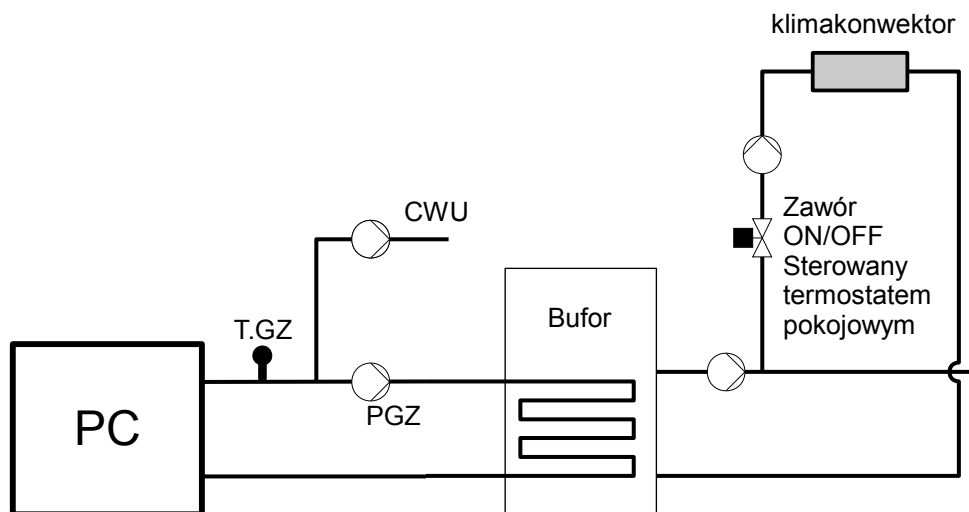 klimakonwektor
CWU
Zawór
ON/OFF
Sterowany
termostatem
pokojowym
T.GZ
Bufor
PGZ
PC